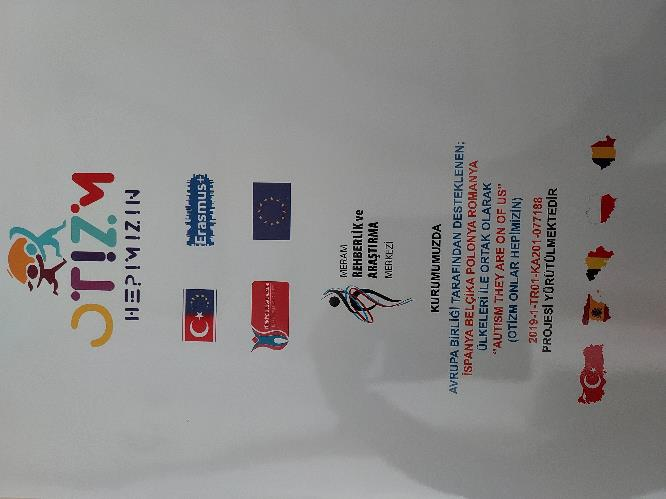 OTİZM
HEPİMİZİN
Erasmus+
MERAM
REHBERLİK ve
ARAŞTIRMA
MERKEZİ
KURUMUMUZDA
AVRUPA BİRLİĞİ TARAFINDAN DESTEKLENEN;
İSPANYA BELÇİKA POLONYA ROMANYA
ÜLKELERİ İLE ORTAK OLARAK
"AUTISM THEY ARE ON OF US"
(OTİZM ONLAR HEPİMİZİN)
2019-1-TR01-KA201-077188
PROJESİ YÜRÜTÜLMEKTEDİR